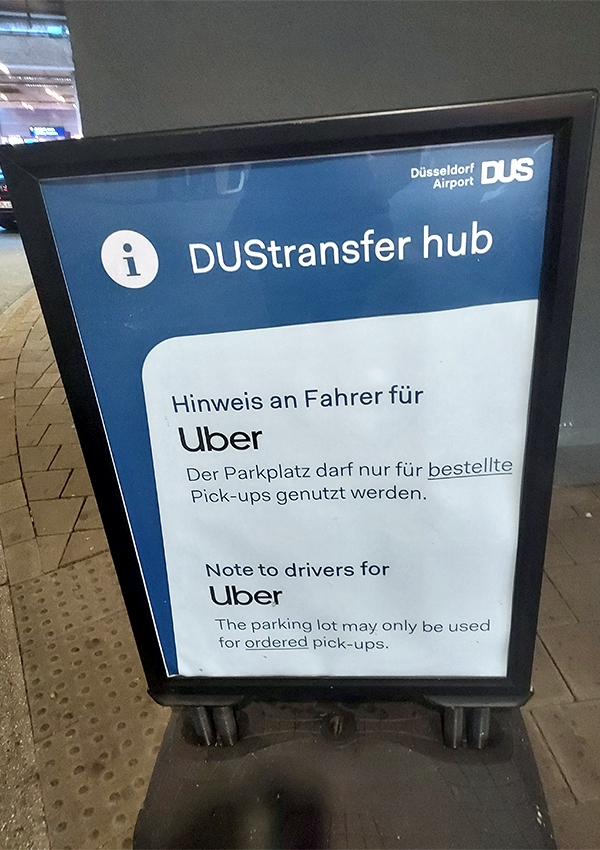 Düsseldorf
Airport
DUS
i
DUStransfer hub
Hinweis an Fahrer für
Uber
Der Parkplatz darf nur für bestellte
Pick-ups genutzt werden.
Note to drivers for
Uber
The parking lot may only be used
for ordered pick-ups.